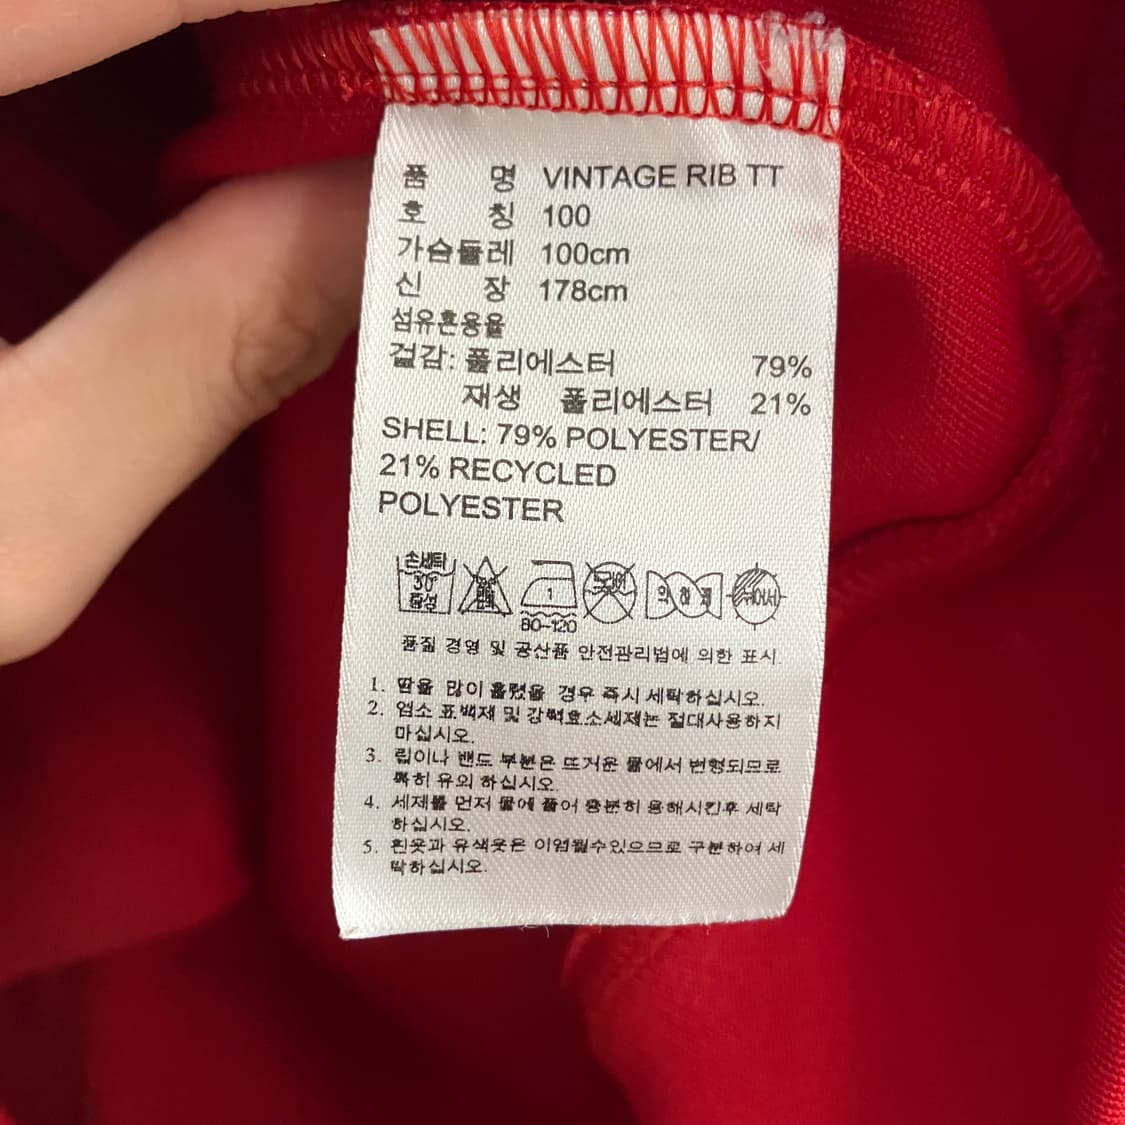 품 명 VINTAGE RIB TT
호 칭 100
가슴둘레 100cm
신 장 178cm
섬유혼용율
겉감: 폴리에스터 79%
재생 폴리에스터 21%
SHELL: 79% POLYESTER/
21% RECYCLED
POLYESTER
손세탁
30°
중성
1
80~120
품질 경영 및 공산품 안전관리법에 의한 표시.
1. 땀을 많이 흘렸을 경우 즉시 세탁하십시오.
2. 염소 표백제 및 강력효소세제는 절대사용하지
마십시오.
3. 립이나 밴드 부분은 뜨거운 물에서 변형되므로
특히 유의 하십시오.
4. 세제를 먼저 물에 풀어 충분히 용해시킨후 세탁
하십시오.
5. 흰옷과 유색옷은 이염될수있으므로 구분하여 세
탁하십시오.